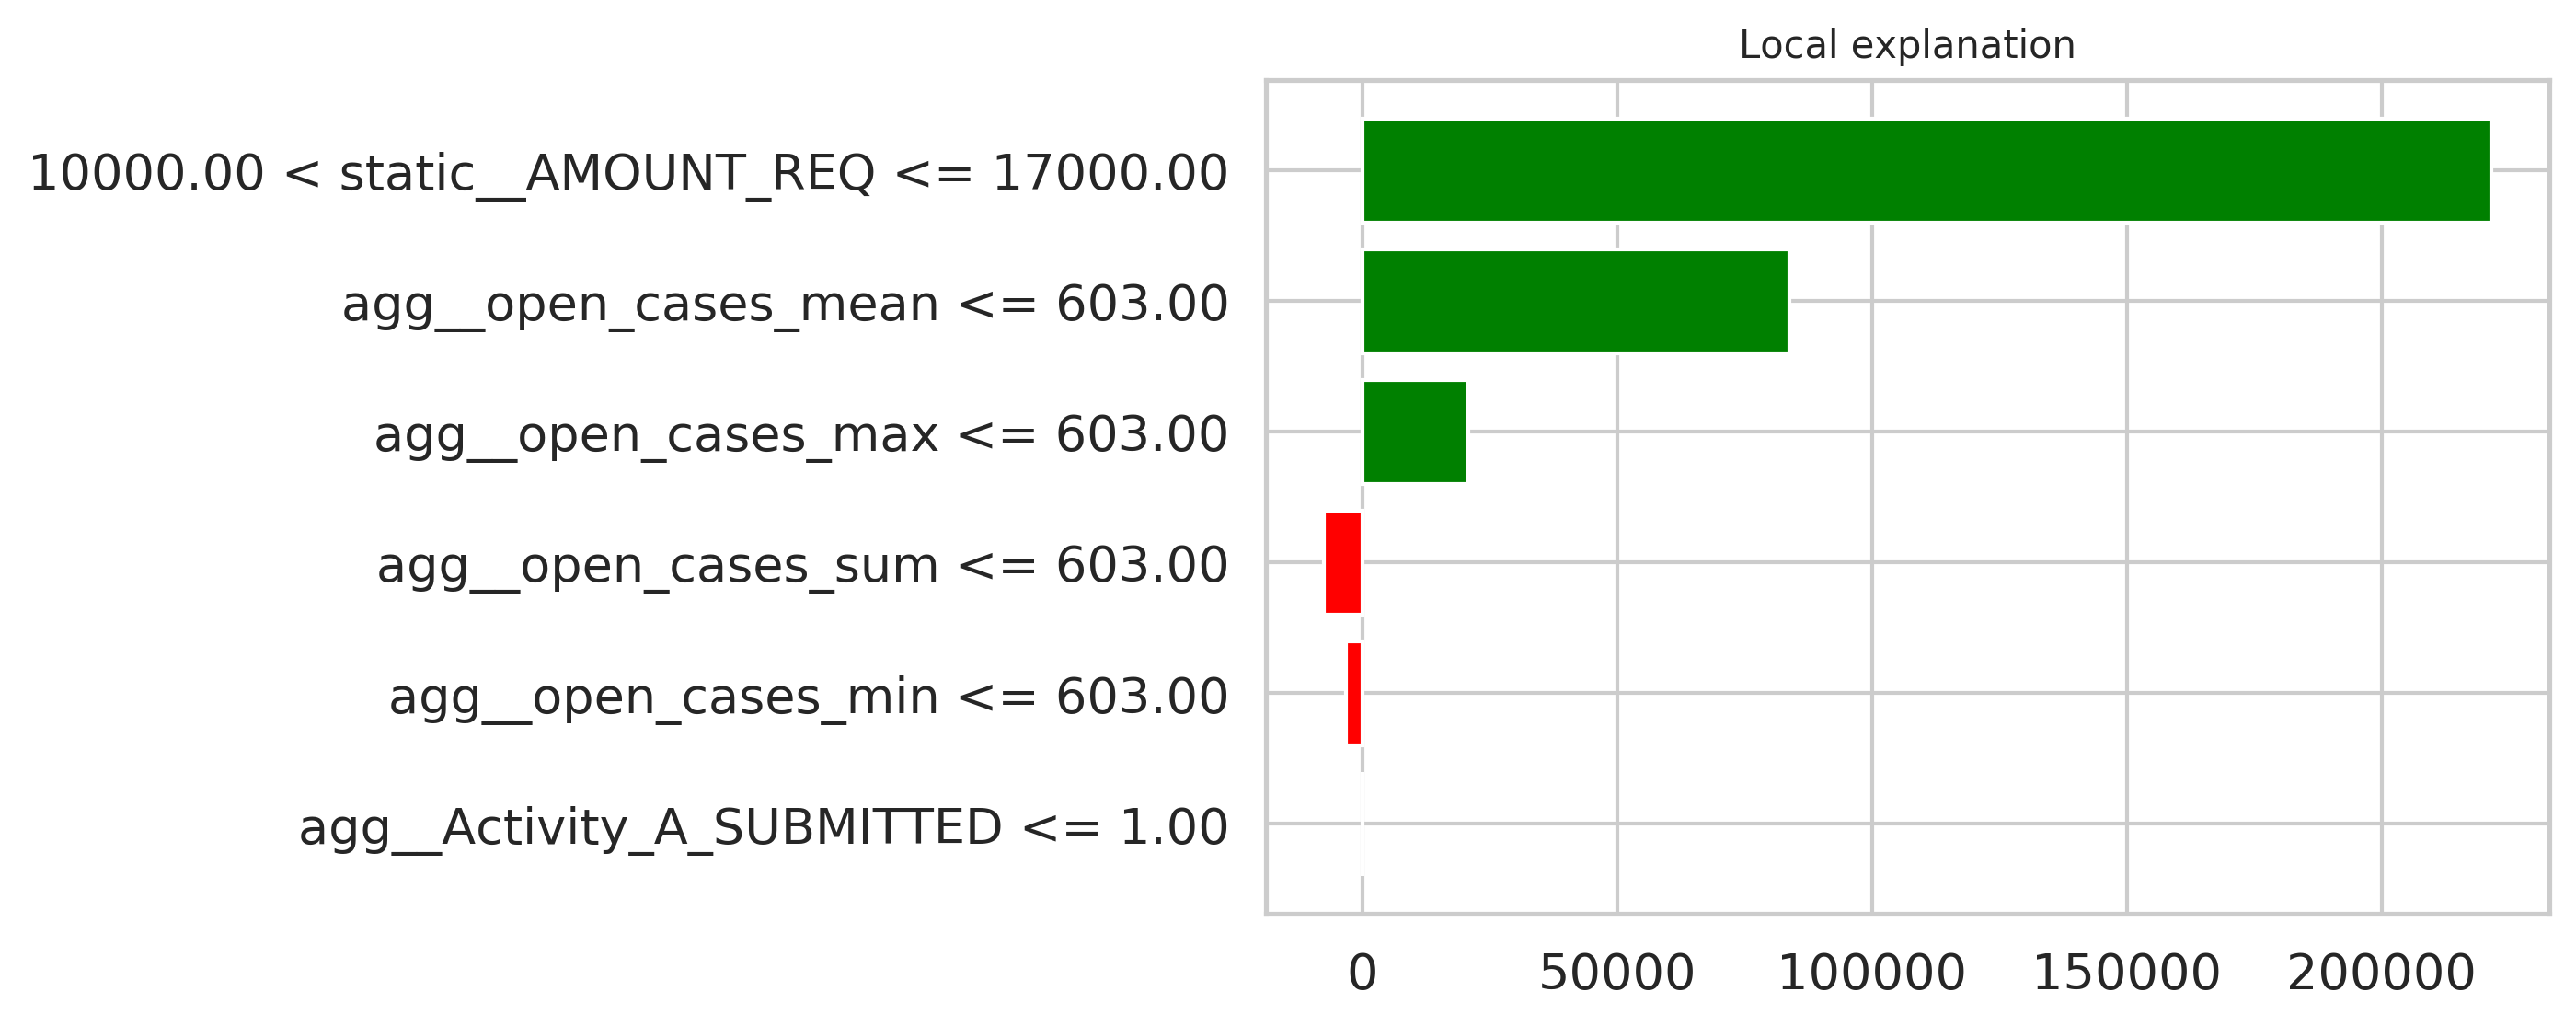 Local explanation
10000.00 < static__AMOUNT_REQ <= 17000.00
agg__open_cases_mean <= 603.00
agg__open_cases_max <= 603.00
agg__open_cases_sum <= 603.00
agg__open_cases_min <= 603.00
agg__Activity_A_SUBMITTED <= 1.00
0 50000 100000 150000 200000